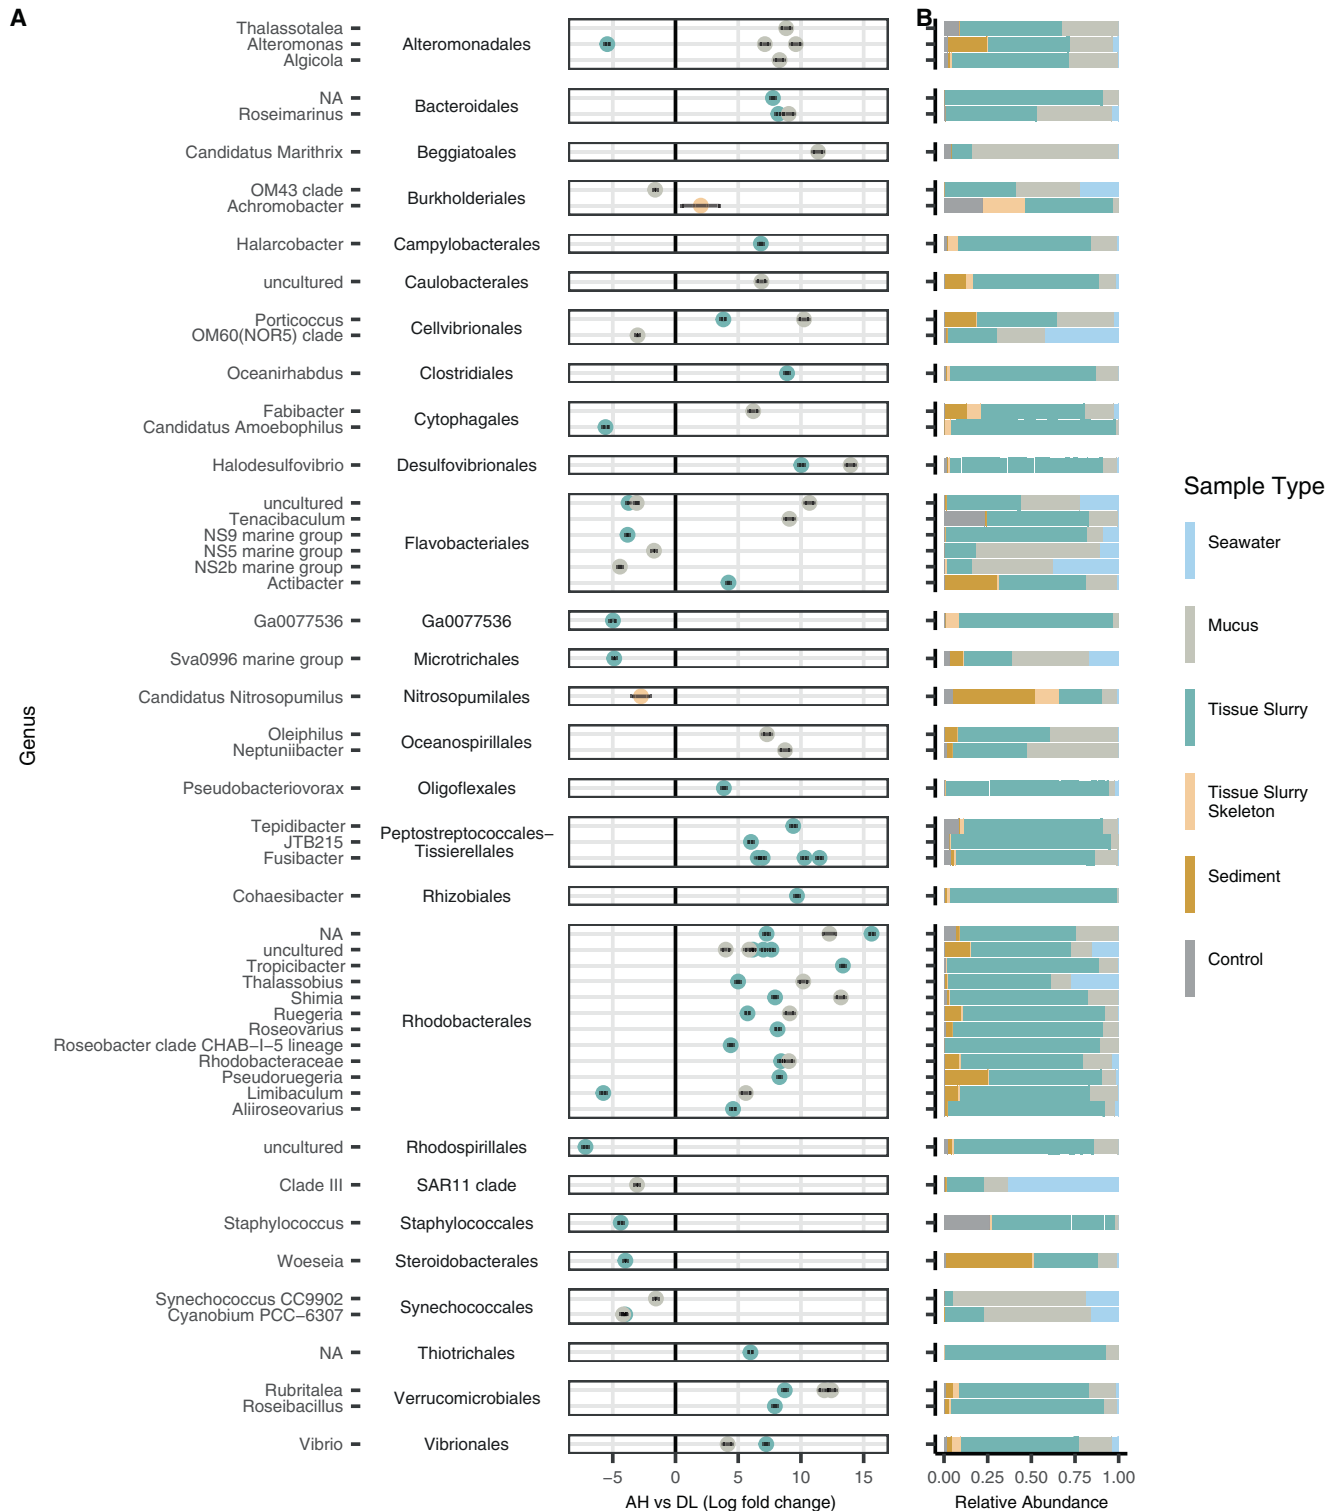 A
B
Thalassotalea
Alteromonas
Algicola
Alteromonadales
NA
Roseimarinus
Bacteroidales
Candidatus Marithrix
Beggiatoales
OM43 clade
Achromobacter
Burkholderiales
Halarcobacter
Campylobacterales
uncultured
Caulobacterales
Porticoccus
OM60(NOR5) clade
Cellvibrionales
Oceanirhabdus
Clostridiales
Fabibacter
Candidatus Amoebophilus
Cytophagales
Halodesulfovibrio
Desulfovibrionales
uncultured
Tenacibaculum
NS9 marine group
NS5 marine group
NS2b marine group
Actibacter
Flavobacteriales
Ga0077536
Ga0077536
Sva0996 marine group
Microtrichales
Candidatus Nitrosopumilus
Nitrosopumilales
Oleiphilus
Neptuniibacter
Oceanospirillales
Pseudobacteriovorax
Oligoflexales
Tepidibacter
JTB215
Fusibacter
Peptostreptococcales−
Tissierellales
Cohaesibacter
Rhizobiales
NA
uncultured
Tropicibacter
Thalassobius
Shimia
Ruegeria
Roseovarius
Roseobacter clade CHAB−I−5 lineage
Rhodobacteraceae
Pseudoruegeria
Limibaculum
Aliiroseovarius
Rhodobacterales
uncultured
Rhodospirillales
Clade III
SAR11 clade
Staphylococcus
Staphylococcales
Woeseia
Steroidobacterales
Synechococcus CC9902
Cyanobium PCC−6307
Synechococcales
NA
Thiotrichales
Rubritalea
Roseibacillus
Verrucomicrobiales
Vibrio
Vibrionales
Genus
−5 0 5 10 15
AH vs DL (Log fold change)
0.00 0.25 0.50 0.75 1.00
Relative Abundance
Sample Type
Seawater
Mucus
Tissue Slurry
Tissue Slurry
Skeleton
Sediment
Control